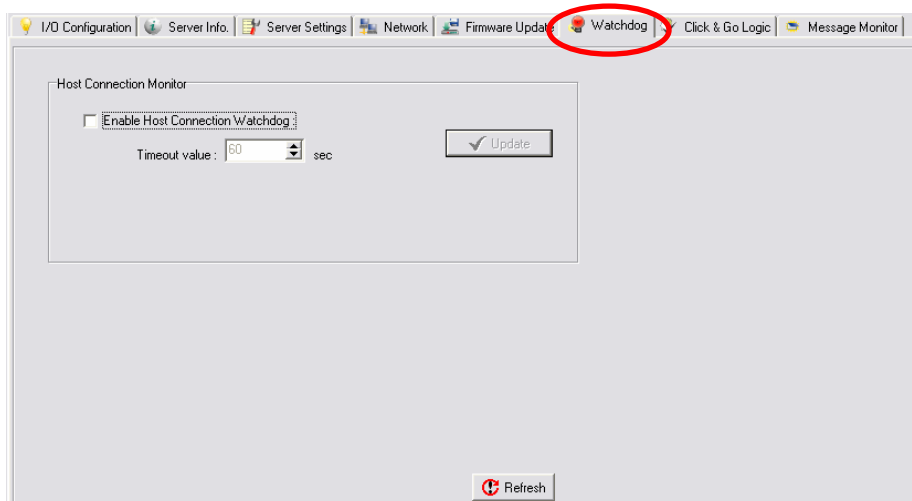 I/O Configuration Server Info. Server Settings Network Firmware Update Watchdog Click & Go Logic Message Monitor
Host Connection Monitor
Enable Host Connection Watchdog :
Timeout value : 60 sec
Update
Refresh